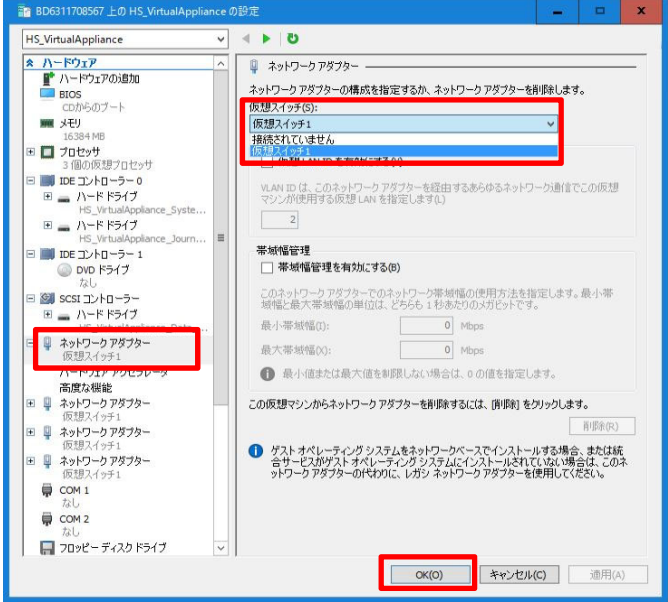 BD6311708567 上の HS_VirtualAppliance の設定
HS_VirtualAppliance
ハードウェア
ハードウェアの追加
BIOS
CDからのブート
メモリ
16384 MB
プロセッサ
3 個の仮想プロセッサ
IDE コントローラー 0
ハード ドライブ
HS_VirtualAppliance_Syste...
ハード ドライブ
HS_VirtualAppliance_Journ...
IDE コントローラー 1
DVD ドライブ
なし
SCSI コントローラー
ハード ドライブ
HS_VirtualAppliance_Data...
ネットワーク アダプター
仮想スイッチ1
ハードウェア アクセラレータ
高度な機能
ネットワーク アダプター
仮想スイッチ1
ネットワーク アダプター
仮想スイッチ1
ネットワーク アダプター
仮想スイッチ1
COM 1
なし
COM 2
なし
フロッピー ディスク ドライブ
ネットワーク アダプター
ネットワーク アダプターの構成を指定するか、ネットワーク アダプターを削除します。
仮想スイッチ(S):
仮想スイッチ1
接続されていません
仮想スイッチ1
仮想 LAN ID を有効にする(V)
VLAN ID は、このネットワーク アダプターを経由するあらゆるネットワーク通信でこの仮想
マシンが使用する仮想 LAN を指定します(L)
2
帯域幅管理
帯域幅管理を有効にする(B)
このネットワーク アダプターでのネットワーク帯域幅の使用方法を指定します。最小帯
域幅と最大帯域幅の単位は、どちらも 1 秒あたりのメガビットです。
最小帯域幅(I):
0 Mbps
最大帯域幅(X):
0 Mbps
最小値または最大値を制限しない場合は、0 の値を指定します。
この仮想マシンからネットワーク アダプターを削除するには、[削除] をクリックします。
削除(R)
ゲスト オペレーティング システムをネットワークベースでインストールする場合、または統
合サービスがゲスト オペレーティング システムにインストールされていない場合は、このネ
ットワーク アダプターの代わりに、レガシ ネットワーク アダプターを使用してください。
OK(O)
キャンセル(C)
適用(A)